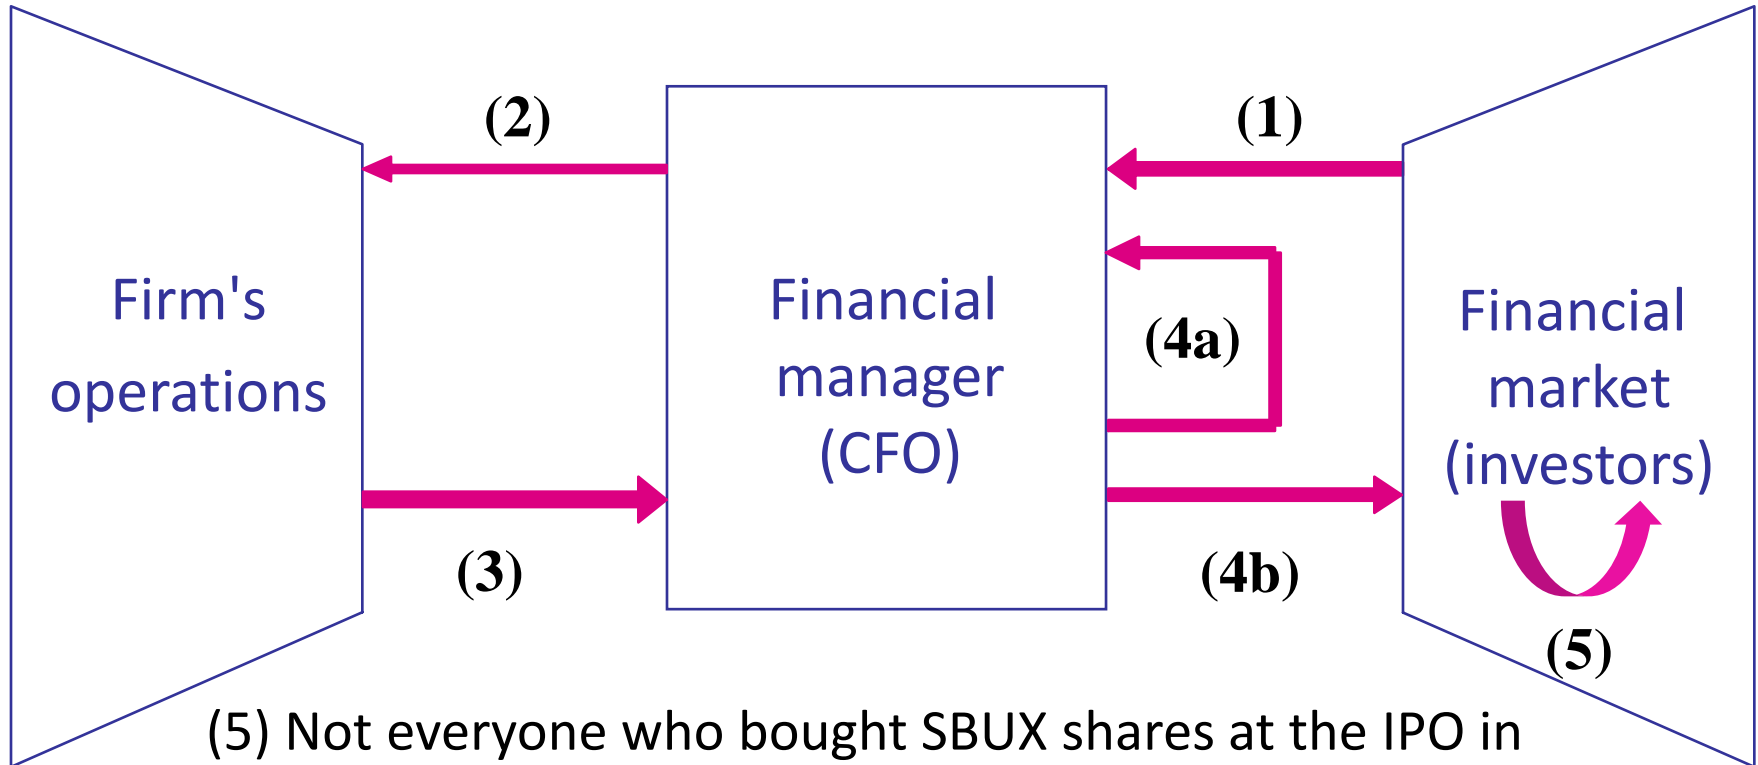 (2)
(1)
Firm's
operations
Financial
manager
(CFO)
(4a)
Financial
market
(investors)
(3)
(4b)
(5)
(5) Not everyone who bought SBUX shares at the IPO in